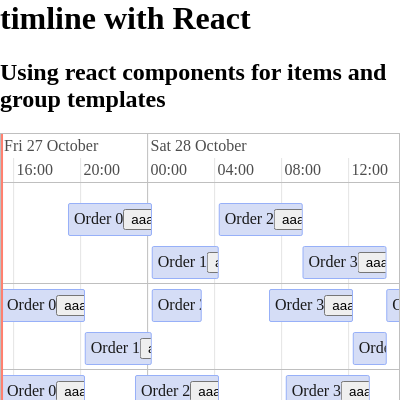 timline with React
Using react components for items and
group templates
Fri 27 October Sat 28 October
16:00 20:00 00:00 04:00 08:00 12:00
Order 0 aaa Order 2 aaa
Order 1 Order 3 aaa
Order 0 aaa Order Order 3 aaa
Order 1
Order 0 aaa Order 2 aaa Order 3 aaa